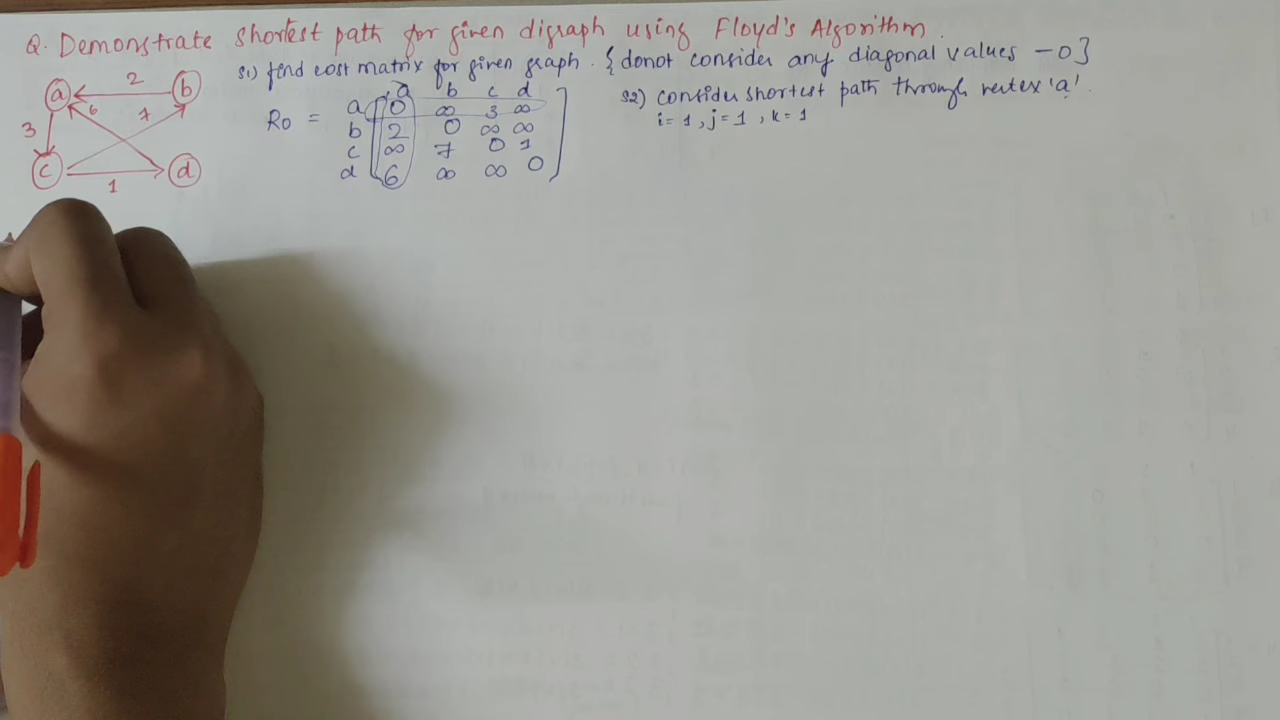 Q. Demonstrate shortest path for given digraph using Floyd's Algorithm.
S1) find cost matrix for given graph. {donot consider any diagonal values -0}
S2) consider shortest path through vertex 'a'.
i=1, j=1, k=1
a 2 b
3 6 7
c 1 d
a b c d
R0 = a 0 ∞ 3 ∞
b 2 0 ∞ ∞
c ∞ 7 0 1
d 6 ∞ ∞ 0